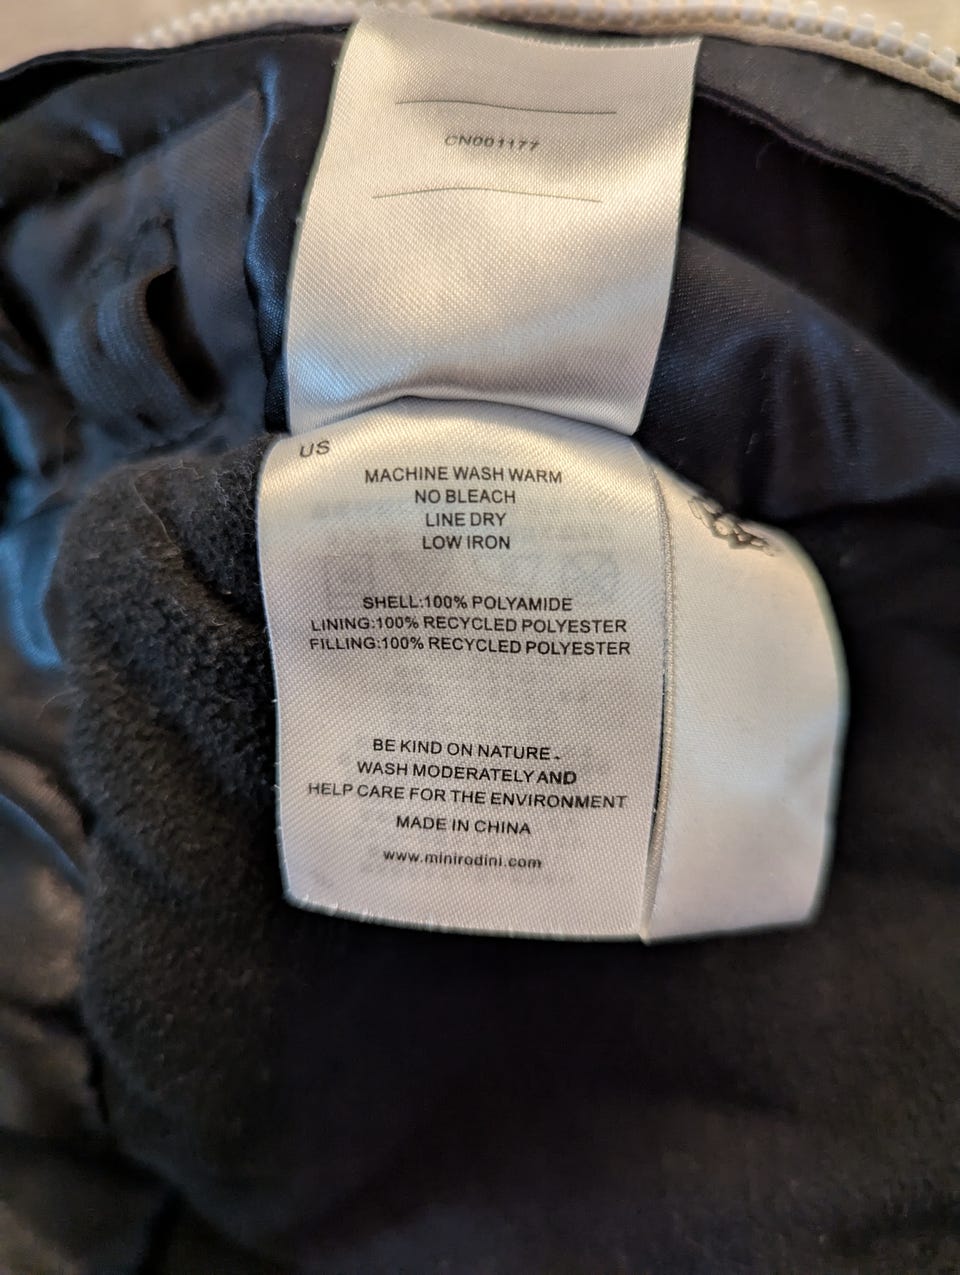 CN001177
US
MACHINE WASH WARM
NO BLEACH
LINE DRY
LOW IRON
SHELL:100% POLYAMIDE
LINING:100% RECYCLED POLYESTER
FILLING:100% RECYCLED POLYESTER
BE KIND ON NATURE.
WASH MODERATELY AND
HELP CARE FOR THE ENVIRONMENT
MADE IN CHINA
www.minirodini.com